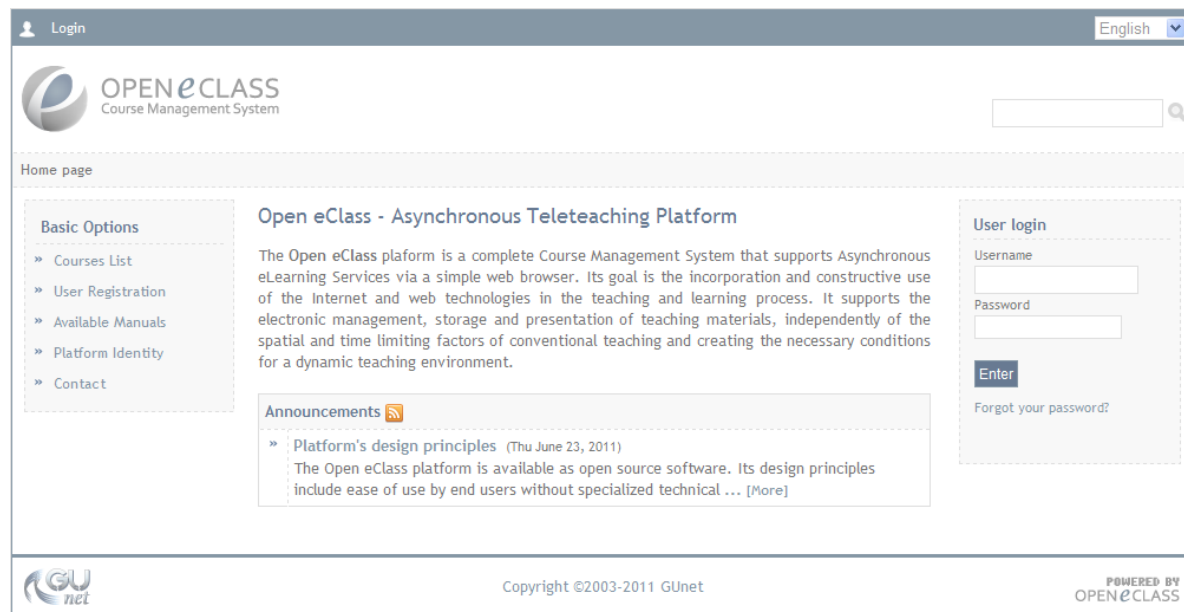 Login
English
OPEN eCLASS
Course Management System
Home page
Basic Options
» Courses List
» User Registration
» Available Manuals
» Platform Identity
» Contact
Open eClass - Asynchronous Teleteaching Platform
The Open eClass plaform is a complete Course Management System that supports Asynchronous
eLearning Services via a simple web browser. Its goal is the incorporation and constructive use
of the Internet and web technologies in the teaching and learning process. It supports the
electronic management, storage and presentation of teaching materials, independently of the
spatial and time limiting factors of conventional teaching and creating the necessary conditions
for a dynamic teaching environment.
Announcements
» Platform's design principles (Thu June 23, 2011)
The Open eClass platform is available as open source software. Its design principles
include ease of use by end users without specialized technical ... [More]
User login
Username
Password
Enter
Forgot your password?
GU
net
Copyright ©2003-2011 GUnet
POWERED BY
OPEN eCLASS